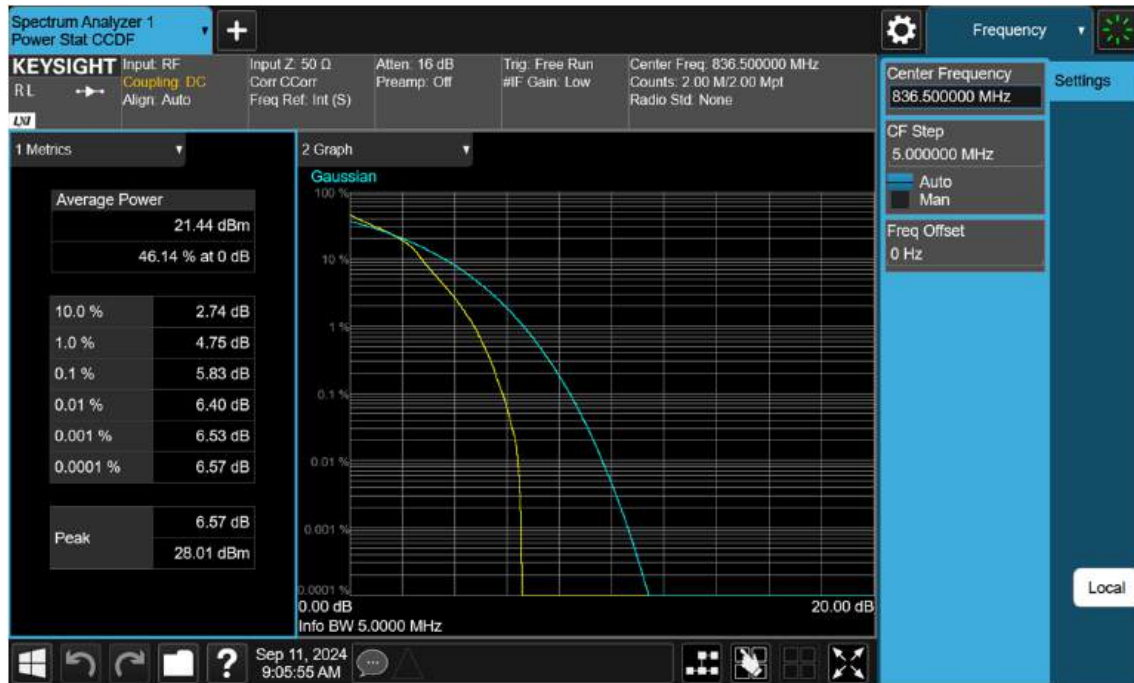 Spectrum Analyzer 1
Power Stat CCDF
+
Frequency
KEYSIGHT
RL
LXI
Input: RF
Coupling: DC
Align: Auto
Input Z: 50 Ω
Corr CCorr
Freq Ref: Int (S)
Atten: 16 dB
Preamp: Off
Trig: Free Run
#IF Gain: Low
Center Freq: 836.500000 MHz
Counts: 2.00 M/2.00 Mpt
Radio Std: None
Center Frequency
836.500000 MHz
Settings
CF Step
5.000000 MHz
Auto
Man
Freq Offset
0 Hz
1 Metrics
Average Power
21.44 dBm
46.14 % at 0 dB
10.0 % 2.74 dB
1.0 % 4.75 dB
0.1 % 5.83 dB
0.01 % 6.40 dB
0.001 % 6.53 dB
0.0001 % 6.57 dB
Peak
6.57 dB
28.01 dBm
2 Graph
Gaussian
100 %
10 %
1 %
0.1 %
0.01 %
0.001 %
0.0001 %
0.00 dB 20.00 dB
Info BW 5.0000 MHz
Local
?
Sep 11, 2024
9:05:55 AM